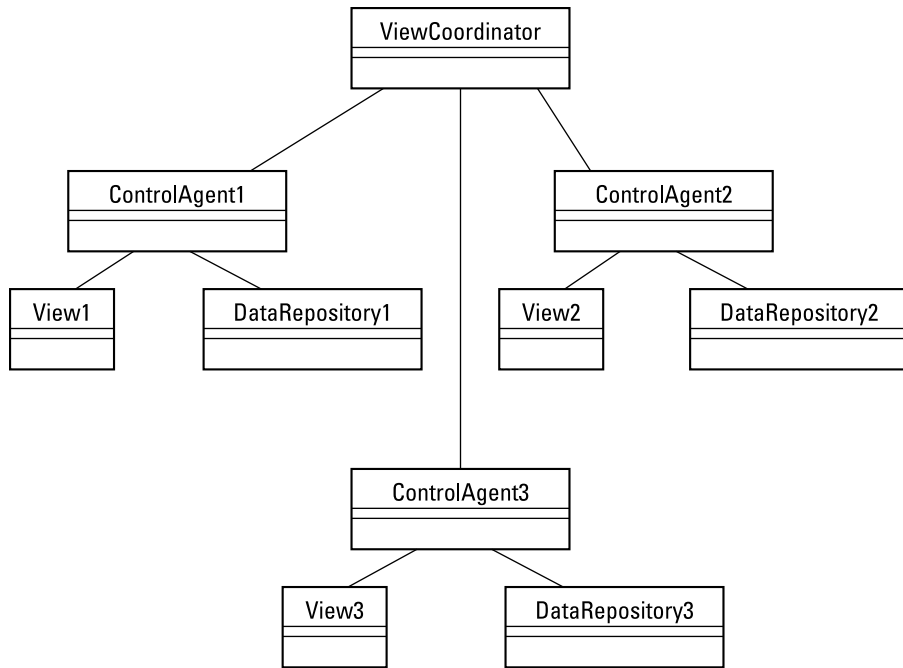 ViewCoordinator
ControlAgent1
ControlAgent2
View1
DataRepository1
View2
DataRepository2
ControlAgent3
View3
DataRepository3